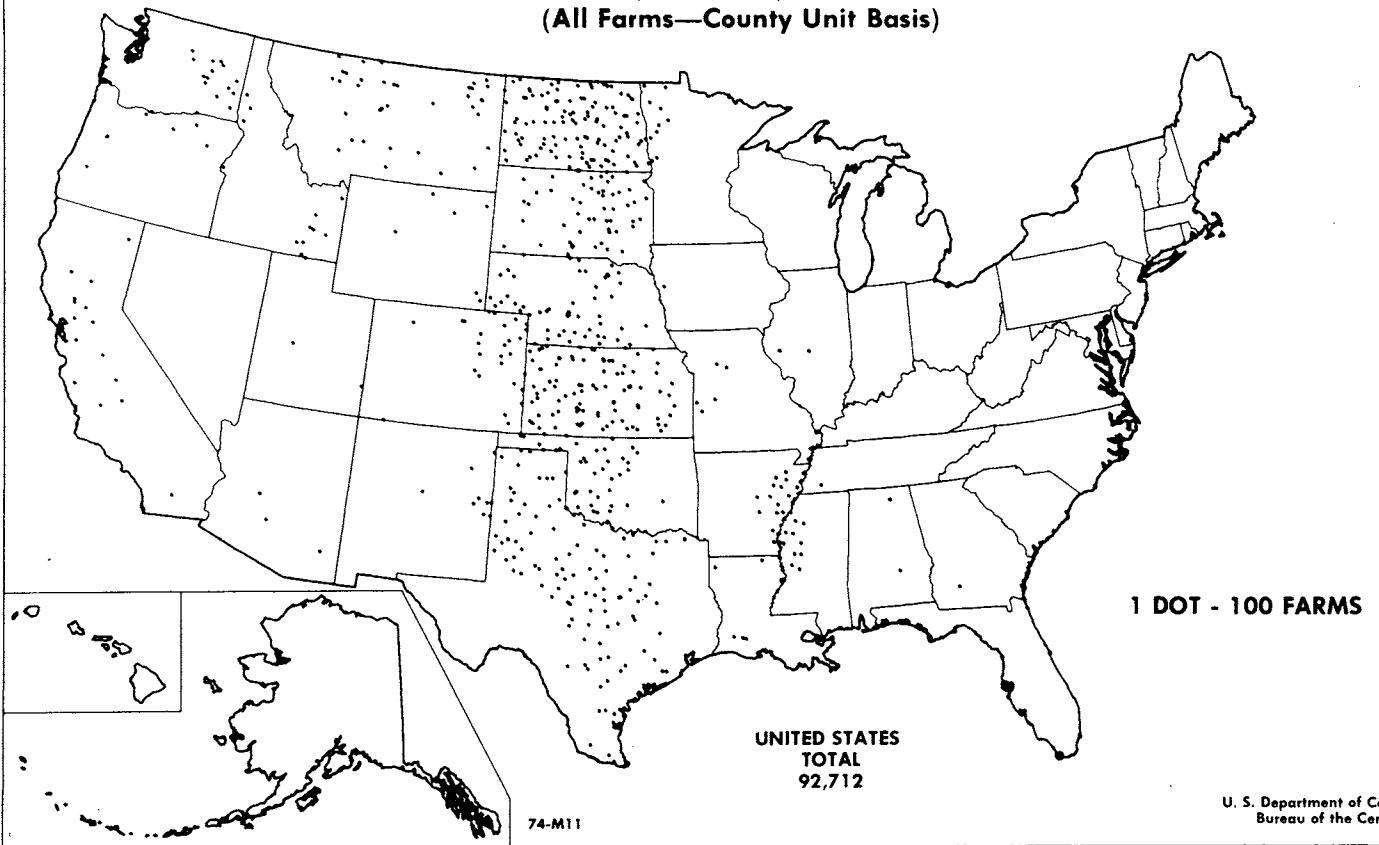 (All Farms—County Unit Basis)
1 DOT - 100 FARMS
UNITED STATES
TOTAL
92,712
74-M11
U. S. Department of
Bureau of the